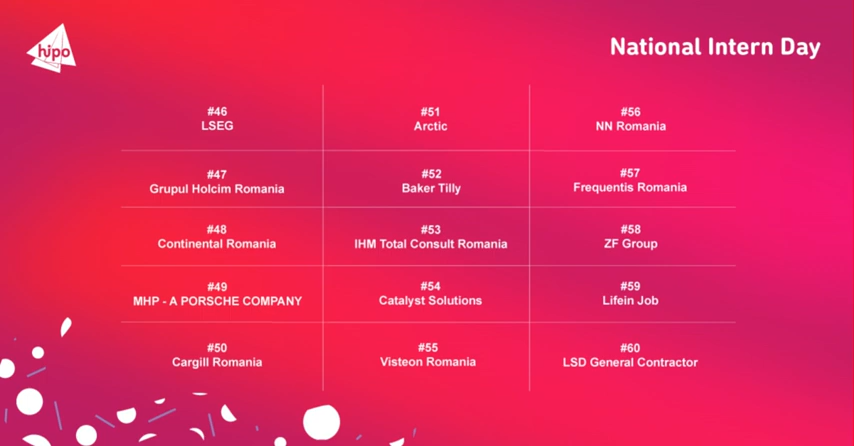 hipo
National Intern Day
#46
LSEG
#47
Grupul Holcim Romania
#48
Continental Romania
#49
MHP - A PORSCHE COMPANY
#50
Cargill Romania
#51
Arctic
#52
Baker Tilly
#53
IHM Total Consult Romania
#54
Catalyst Solutions
#55
Visteon Romania
#56
NN Romania
#57
Frequentis Romania
#58
ZF Group
#59
Lifein Job
#60
LSD General Contractor